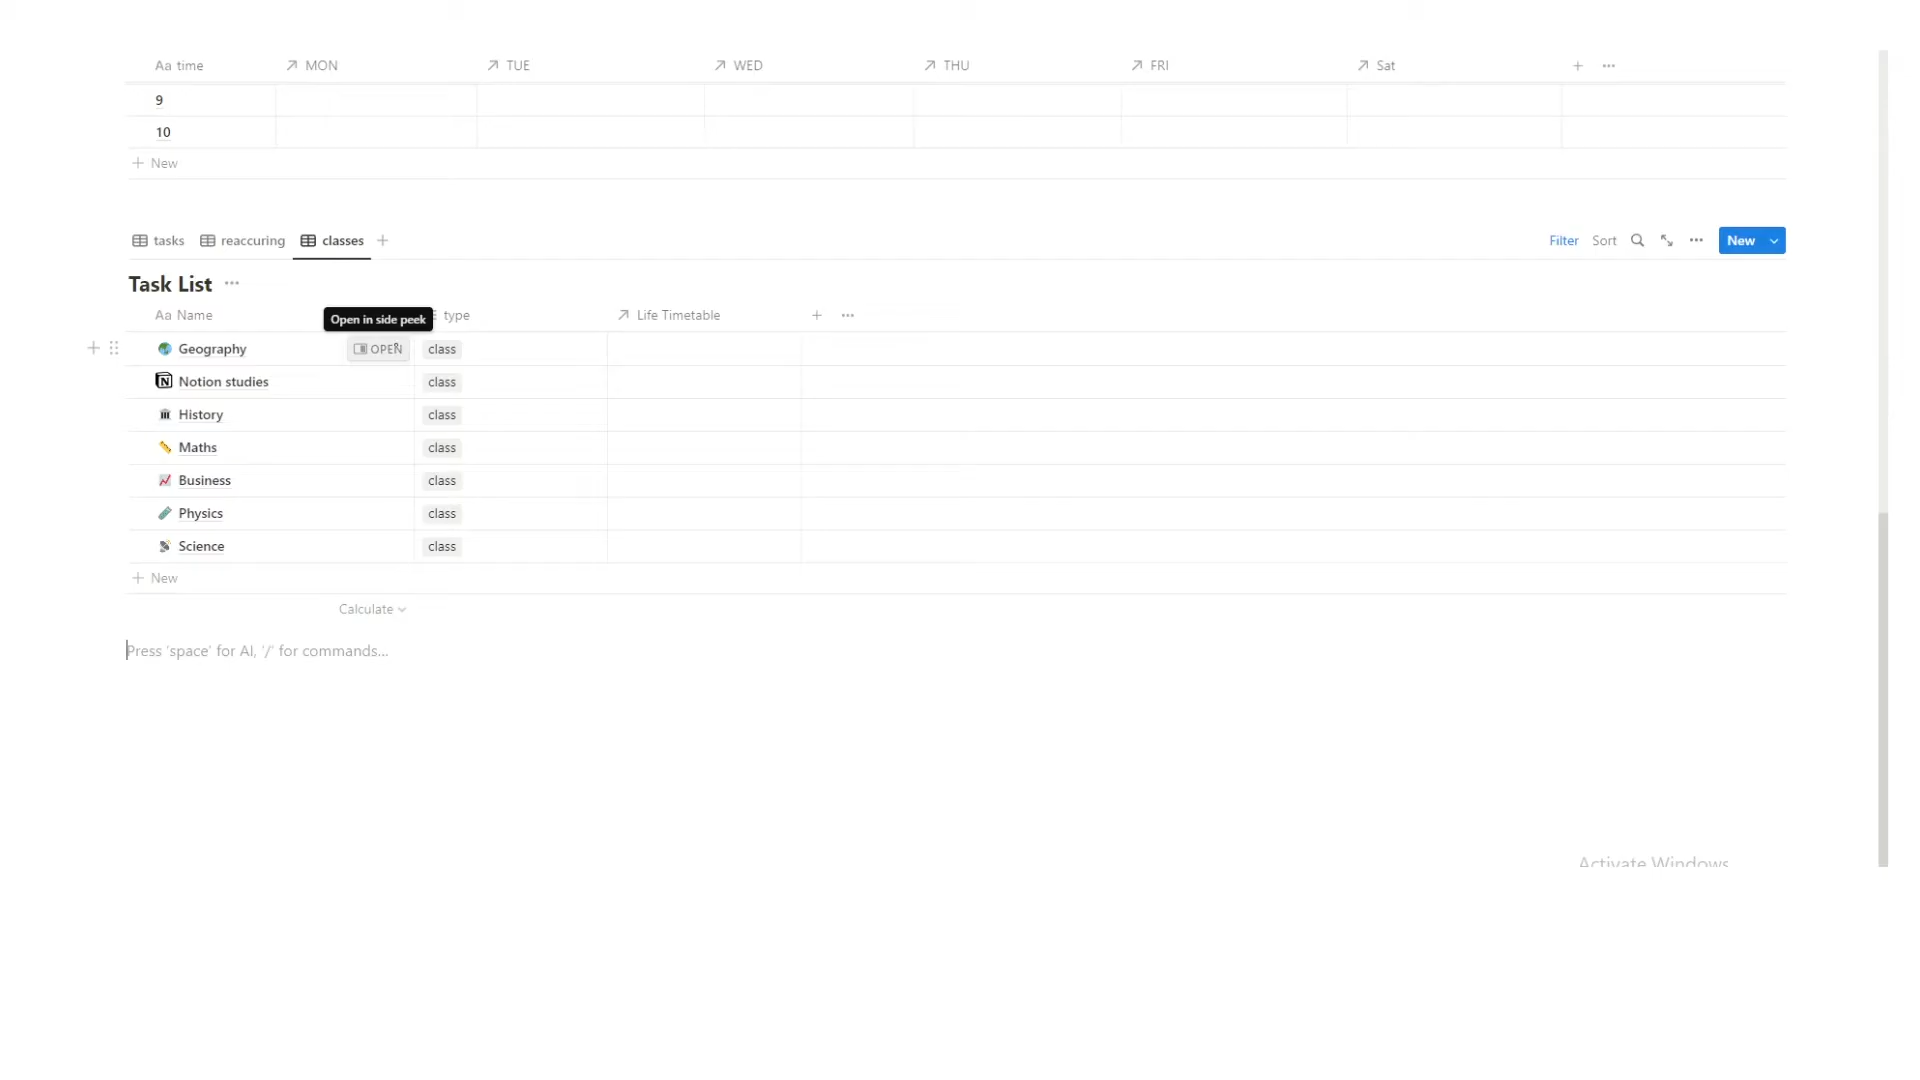 Aa time MON TUE WED THU FRI Sat
9
10
New
tasks reaccuring classes Filter Sort New
Task List
Aa Name type Life Timetable
Open in side peek
Geography OPEN class
Notion studies class
History class
Maths class
Business class
Physics class
Science class
New
Calculate
Press 'space' for AI, '/' for commands...
Activate Windows